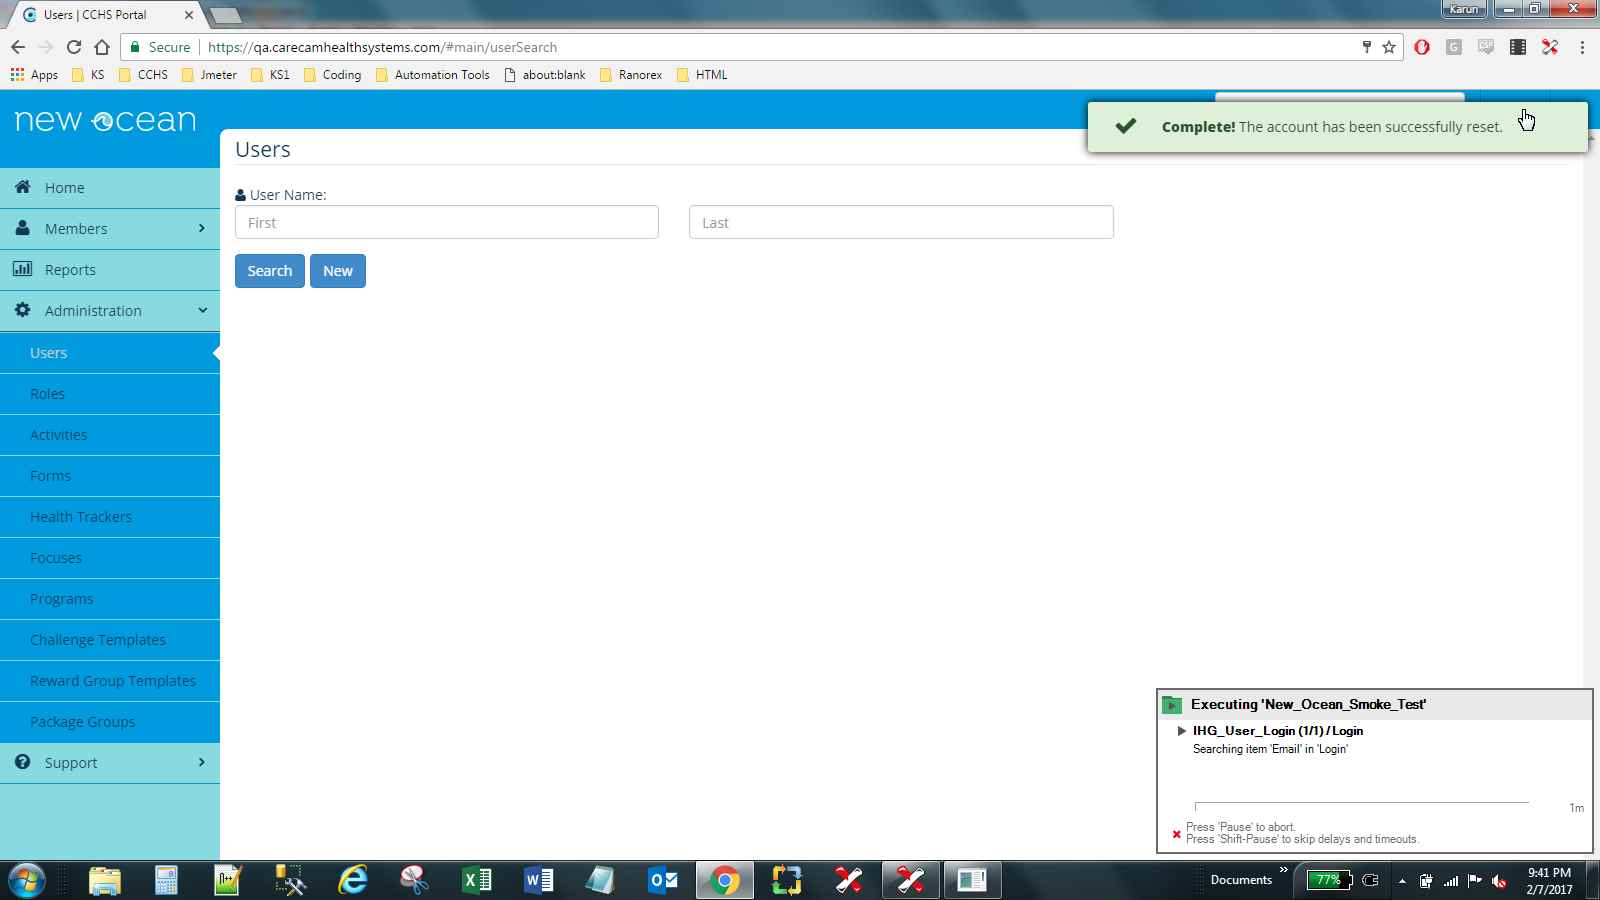 Users | CCHS Portal
Karun
Secure
https://qa.carecamhealthsystems.com/#main/userSearch
Apps
KS
CCHS
Jmeter
KS1
Coding
Automation Tools
about:blank
Ranorex
HTML
new ocean
Complete! The account has been successfully reset.
Users
Home
Members
Reports
Administration
Users
Roles
Activities
Forms
Health Trackers
Focuses
Programs
Challenge Templates
Reward Group Templates
Package Groups
Support
User Name:
First
Last
Search
New
Executing 'New_Ocean_Smoke_Test'
IHG_User_Login (1/1) / Login
Searching item 'Email' in 'Login'
1m
Press 'Pause' to abort.
Press 'Shift-Pause' to skip delays and timeouts.
Documents
77%
9:41 PM
2/7/2017